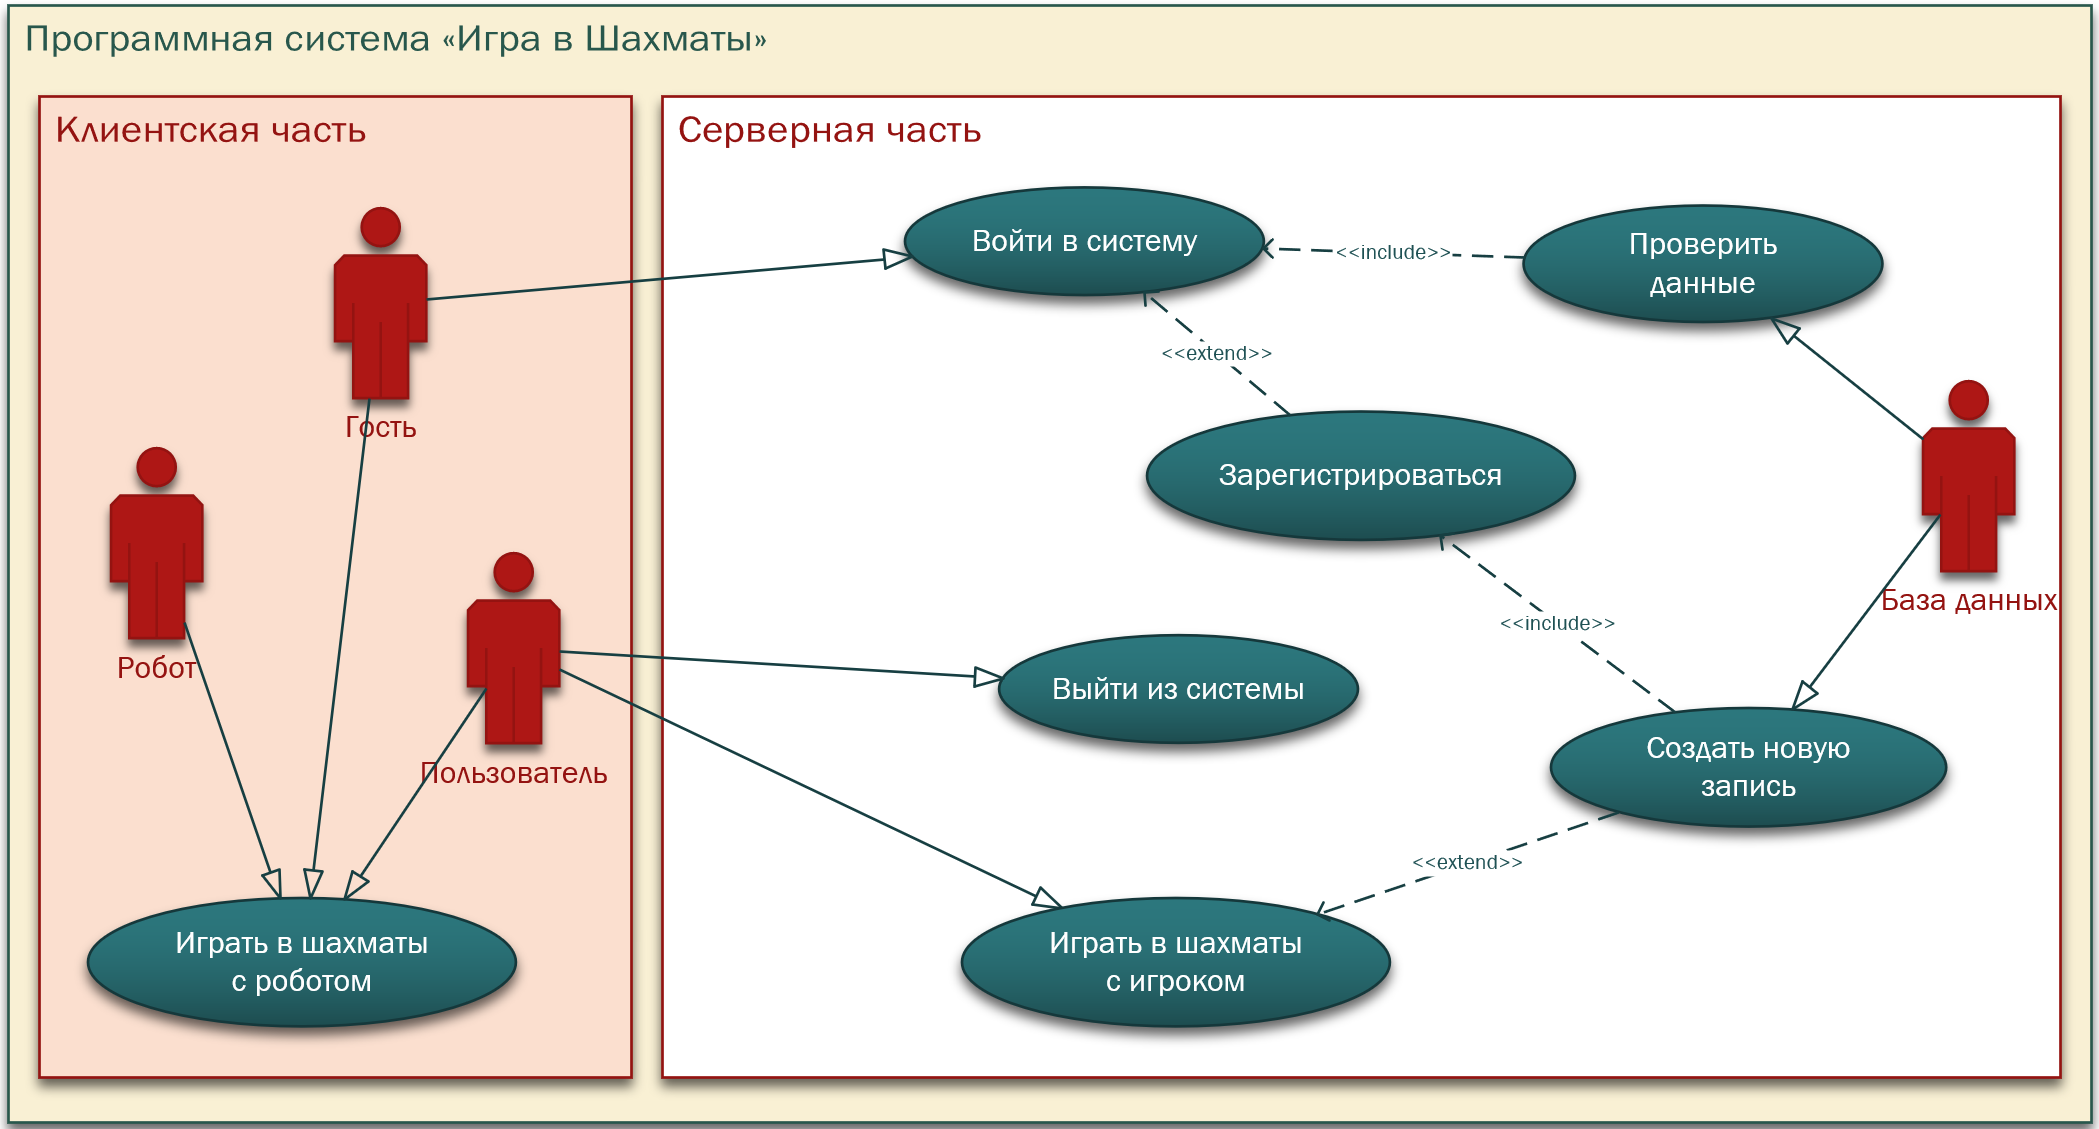 Программная система «Игра в Шахматы»
Клиентская часть
Серверная часть
Войти в систему
<<include>>
Проверить
данные
<<extend>>
Гость
Зарегистрироваться
База данных
<<include>>
Робот
Выйти из системы
Пользователь
Создать новую
запись
<<extend>>
Играть в шахматы
с роботом
Играть в шахматы
с игроком